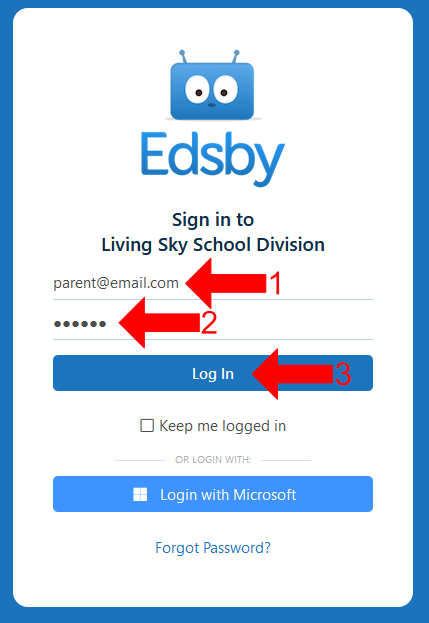 Edsby
Sign in to
Living Sky School Division
parent@email.com 1
●●●●●● 2
Log In 3
Keep me logged in
OR LOGIN WITH:
Login with Microsoft
Forgot Password?